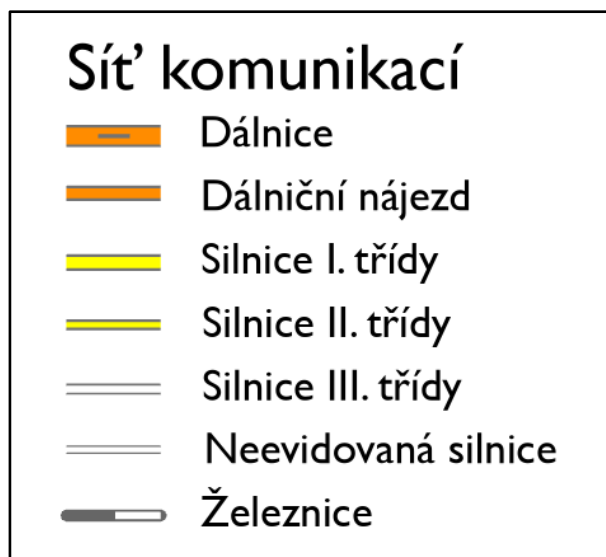 Síť komunikací
Dálnice
Dálniční nájezd
Silnice I. třídy
Silnice II. třídy
Silnice III. třídy
Neevidovaná silnice
Železnice